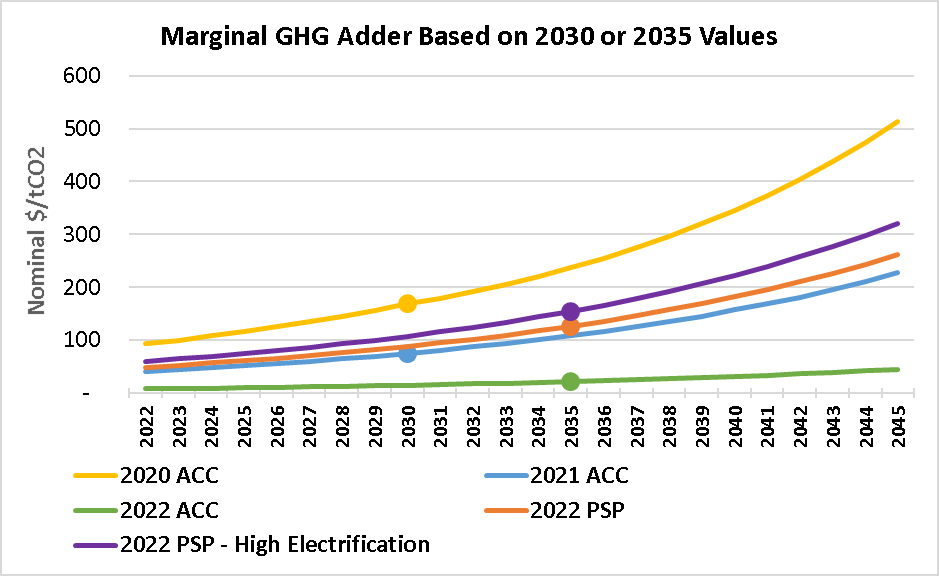 Marginal GHG Adder Based on 2030 or 2035 Values
Nominal $/tCO2
600
500
400
300
200
100
-
2022 2023 2024 2025 2026 2027 2028 2029 2030 2031 2032 2033 2034 2035 2036 2037 2038 2039 2040 2041 2042 2043 2044 2045
2020 ACC 2021 ACC
2022 ACC 2022 PSP
2022 PSP - High Electrification